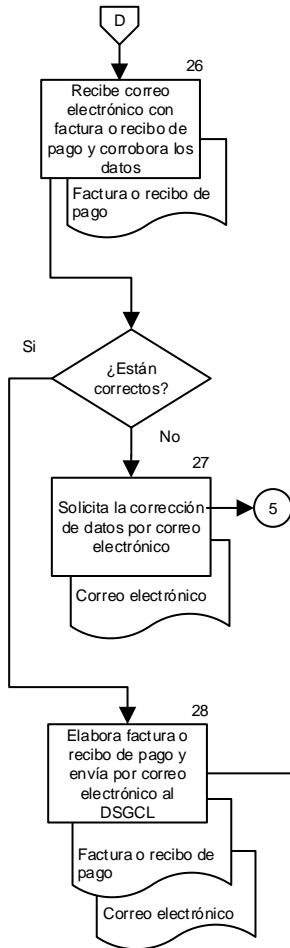 D
26
Recibe correo
electrónico con
factura o recibo de
pago y corrobora los
datos
Factura o recibo de
pago
Si
¿Están
correctos?
No
27
Solicita la corrección
de datos por correo
electrónico
5
Correo electrónico
28
Elabora factura o
recibo de pago y
envía por correo
electrónico al
DSGCL
Factura o recibo de
pago
Correo electrónico